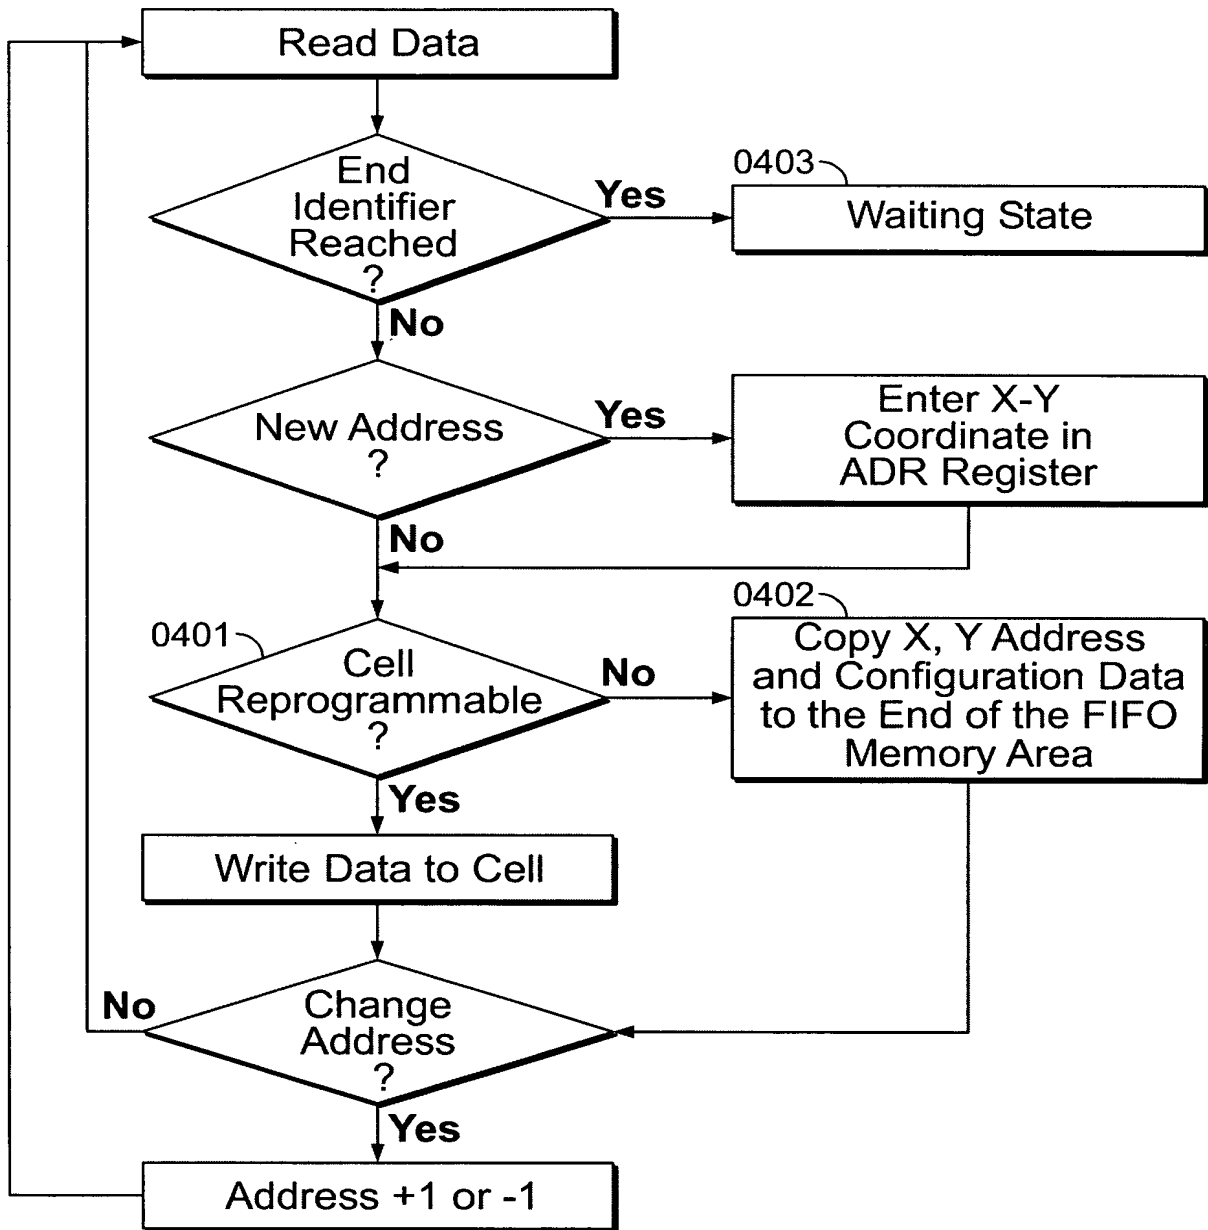 Read Data
End
Identifier
Reached
?
Yes
0403
Waiting State
No
New Address
?
Yes
Enter X-Y
Coordinate in
ADR Register
No
0401
Cell
Reprogrammable
?
No
0402
Copy X, Y Address
and Configuration Data
to the End of the FIFO
Memory Area
Yes
Write Data to Cell
No
Change
Address
?
Yes
Address +1 or -1